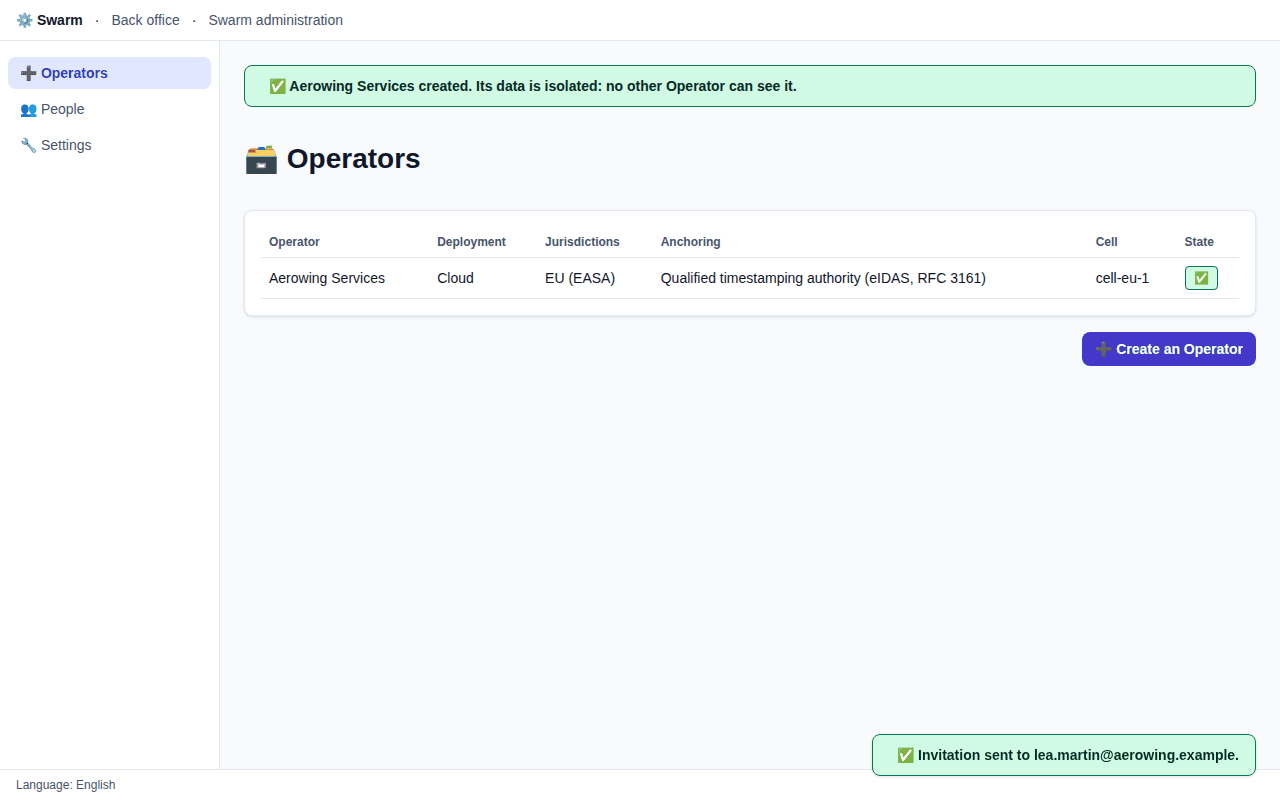 ⚙️ Swarm · Back office · Swarm administration
➕ Operators
👥 People
🔧 Settings
✅ Aerowing Services created. Its data is isolated: no other Operator can see it.
🗃️ Operators
Operator Deployment Jurisdictions Anchoring Cell State
Aerowing Services Cloud EU (EASA) Qualified timestamping authority (eIDAS, RFC 3161) cell-eu-1 ✅
➕ Create an Operator
✅ Invitation sent to lea.martin@aerowing.example.
Language: English